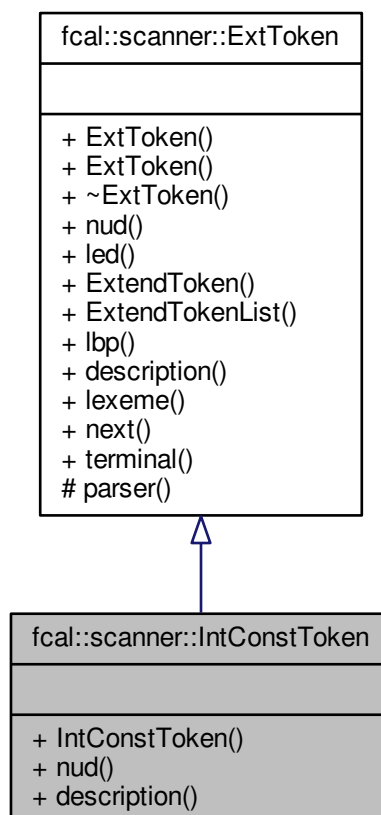 fcal::scanner::ExtToken
+ ExtToken()
+ ExtToken()
+ ~ExtToken()
+ nud()
+ led()
+ ExtendToken()
+ ExtendTokenList()
+ lbp()
+ description()
+ lexeme()
+ next()
+ terminal()
# parser()
fcal::scanner::IntConstToken
+ IntConstToken()
+ nud()
+ description()